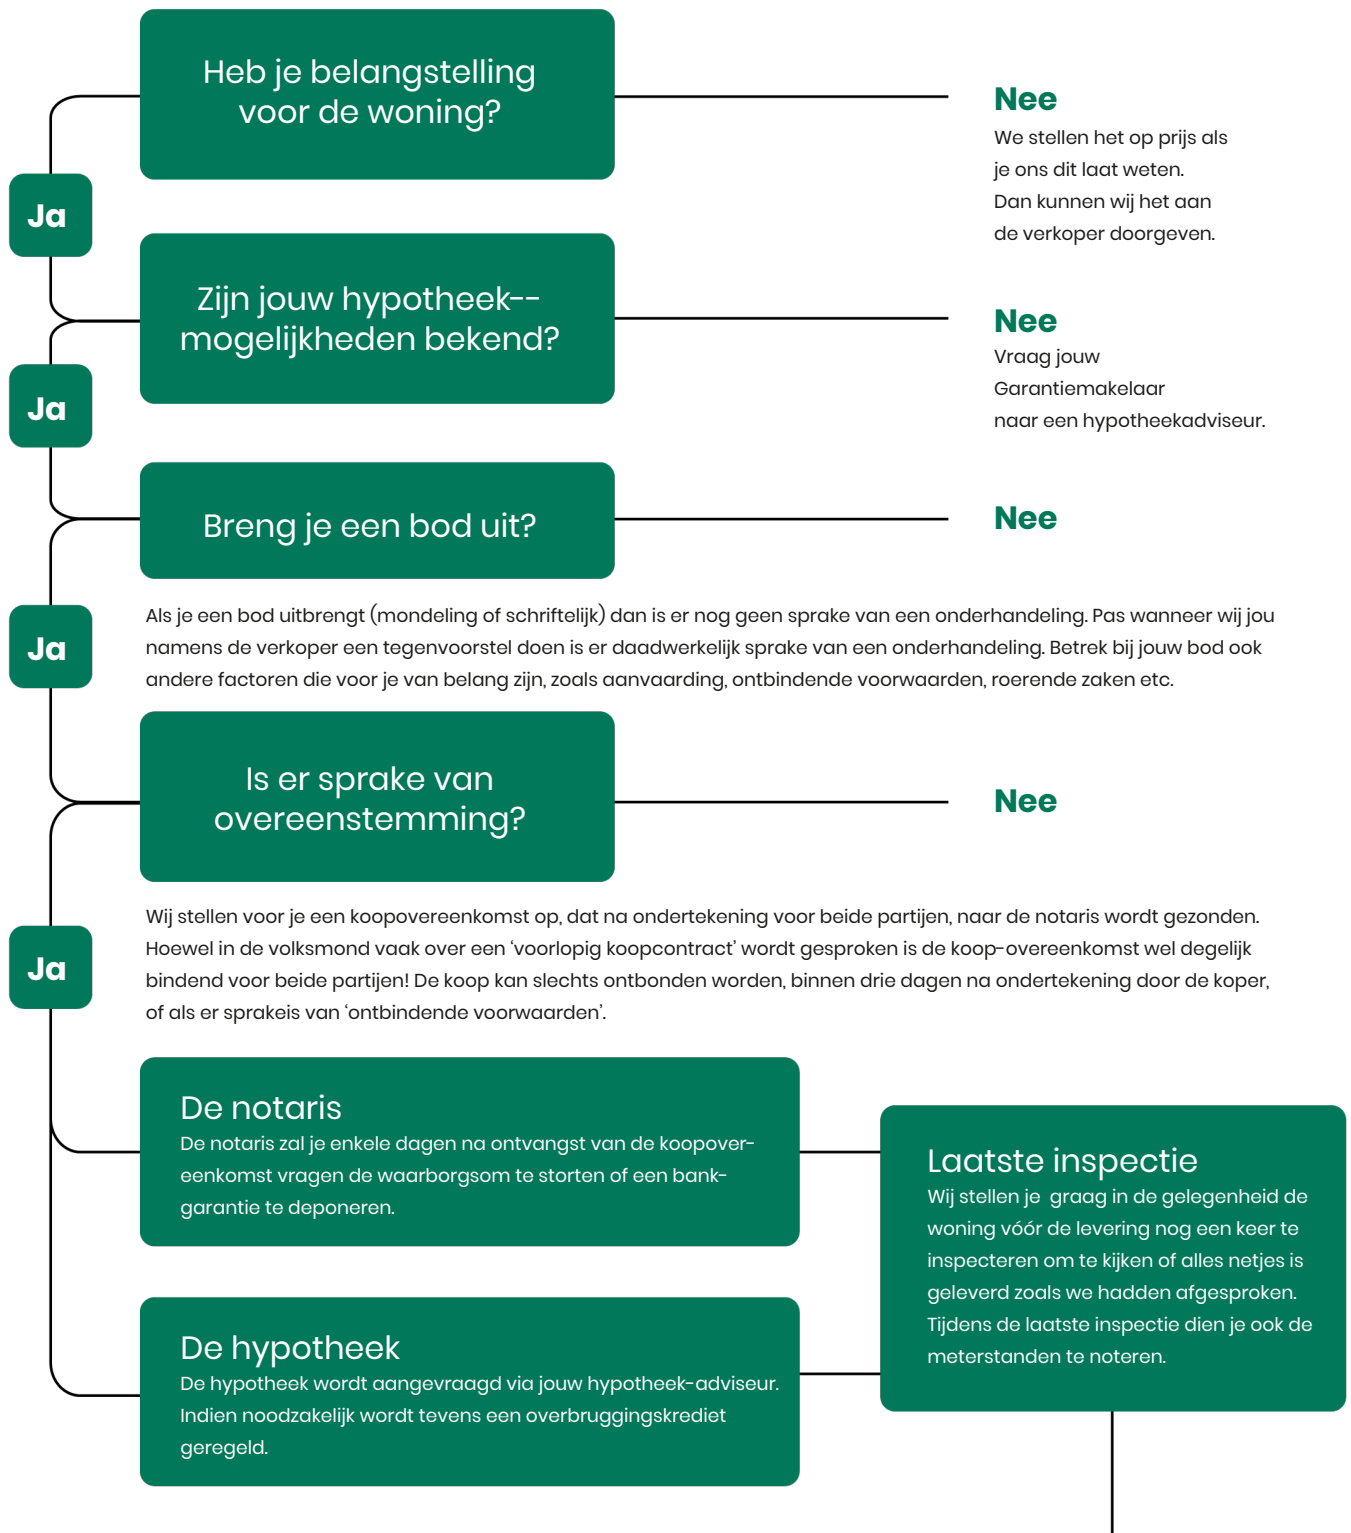 Heb je belangstelling
voor de woning?
Nee
We stellen het op prijs als
je ons dit laat weten.
Dan kunnen wij het aan
de verkoper doorgeven.
Ja
Zijn jouw hypotheek--
mogelijkheden bekend?
Nee
Vraag jouw
Garantiemakelaar
naar een hypotheekadviseur.
Ja
Breng je een bod uit?
Nee
Als je een bod uitbrengt (mondeling of schriftelijk) dan is er nog geen sprake van een onderhandeling. Pas wanneer wij jou
namens de verkoper een tegenvoorstel doen is er daadwerkelijk sprake van een onderhandeling. Betrek bij jouw bod ook
andere factoren die voor je van belang zijn, zoals aanvaarding, ontbindende voorwaarden, roerende zaken etc.
Ja
Is er sprake van
overeenstemming?
Nee
Wij stellen voor je een koopovereenkomst op, dat na ondertekening voor beide partijen, naar de notaris wordt gezonden.
Hoewel in de volksmond vaak over een ‘voorlopig koopcontract’ wordt gesproken is de koop-overeenkomst wel degelijk
bindend voor beide partijen! De koop kan slechts ontbonden worden, binnen drie dagen na ondertekening door de koper,
of als er sprakeis van ‘ontbindende voorwaarden’.
Ja
De notaris
De notaris zal je enkele dagen na ontvangst van de koopover-
eenkomst vragen de waarborgsom te storten of een bank-
garantie te deponeren.
Laatste inspectie
Wij stellen je  graag in de gelegenheid de
woning vóór de levering nog een keer te
inspecteren om te kijken of alles netjes is
geleverd zoals we hadden afgesproken.
Tijdens de laatste inspectie dien je ook de
meterstanden te noteren.
De hypotheek
De hypotheek wordt aangevraagd via jouw hypotheek-adviseur.
Indien noodzakelijk wordt tevens een overbruggingskrediet
geregeld.